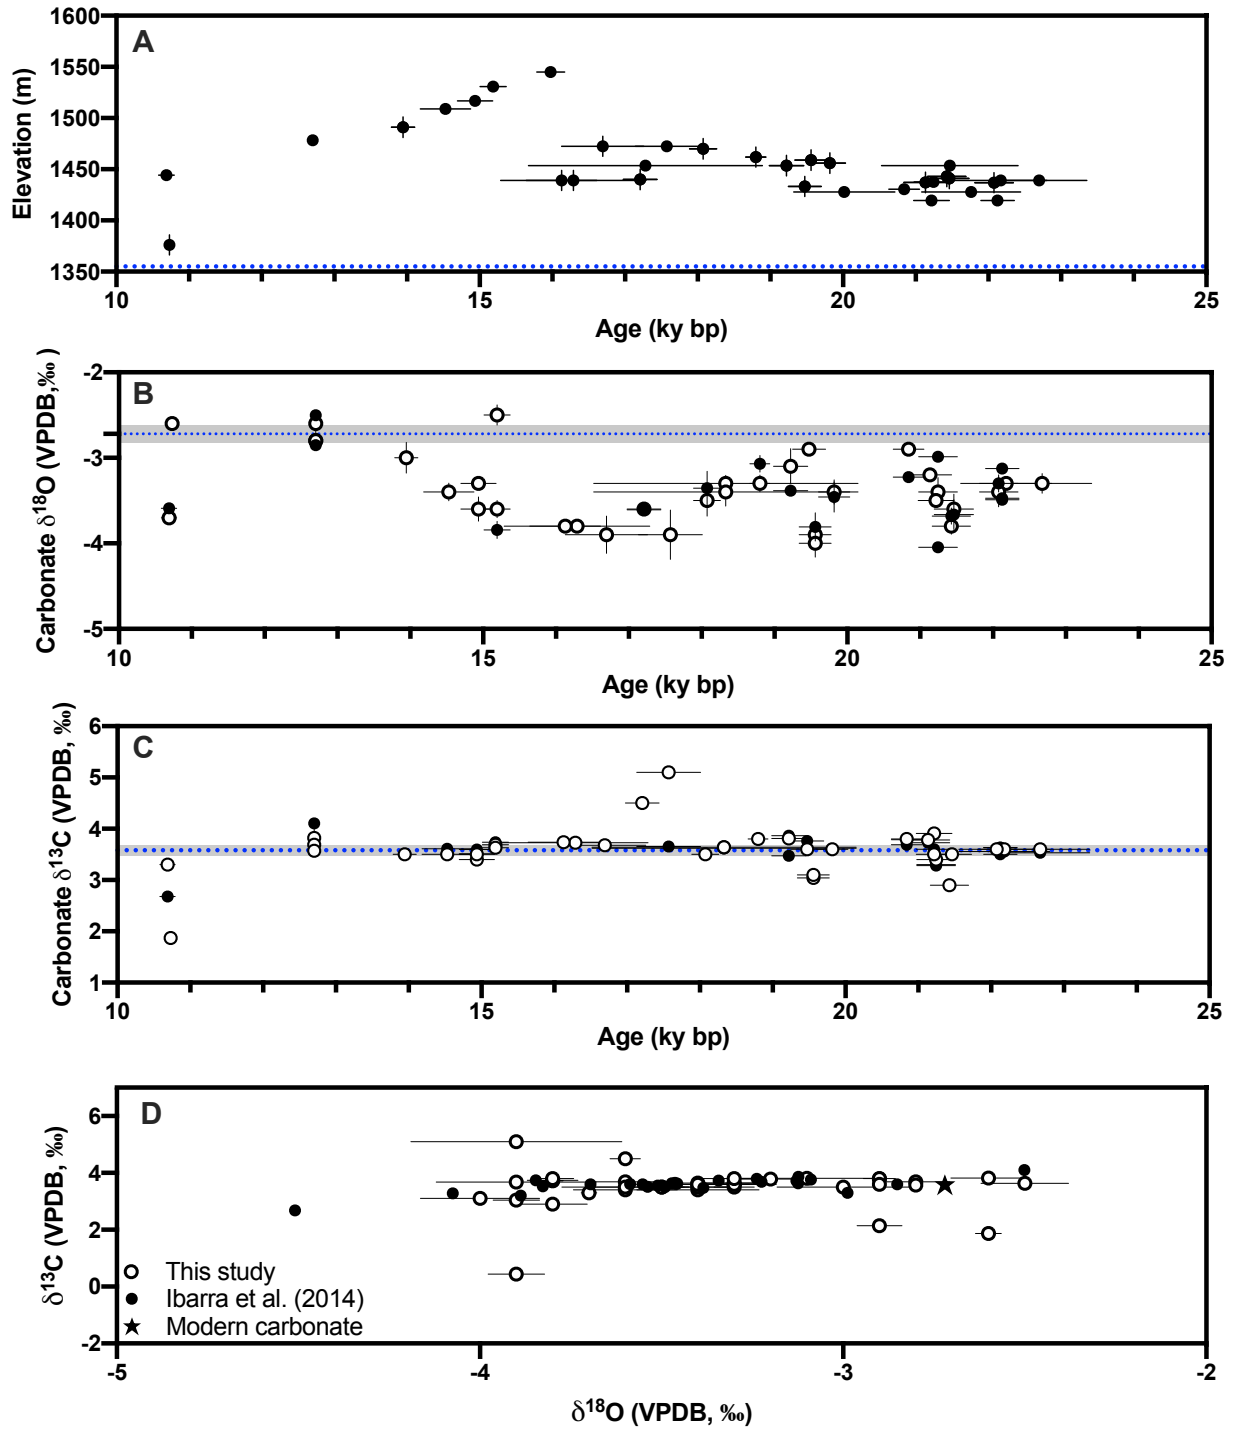 A
1600
1550
1500
1450
1400
1350
Elevation (m)
10
15
20
25
Age (ky bp)
B
-2
-3
-4
-5
Carbonate δ18O (VPDB,‰ )
10
15
20
25
Age (ky bp)
C
6
5
4
3
2
1
Carbonate δ13C (VPDB, ‰)
10
15
20
25
Age (ky bp)
D
6
4
2
0
-2
δ13C (VPDB, ‰)
This study
Ibarra et al. (2014)
Modern carbonate
-5
-4
-3
-2
δ18O (VPDB, ‰)